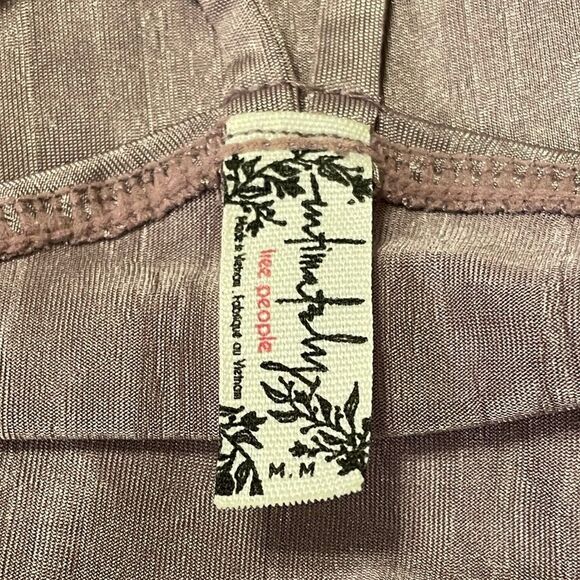 intimately
free people
Made in Vietnam
Fabriqué au Vietnam
M.M